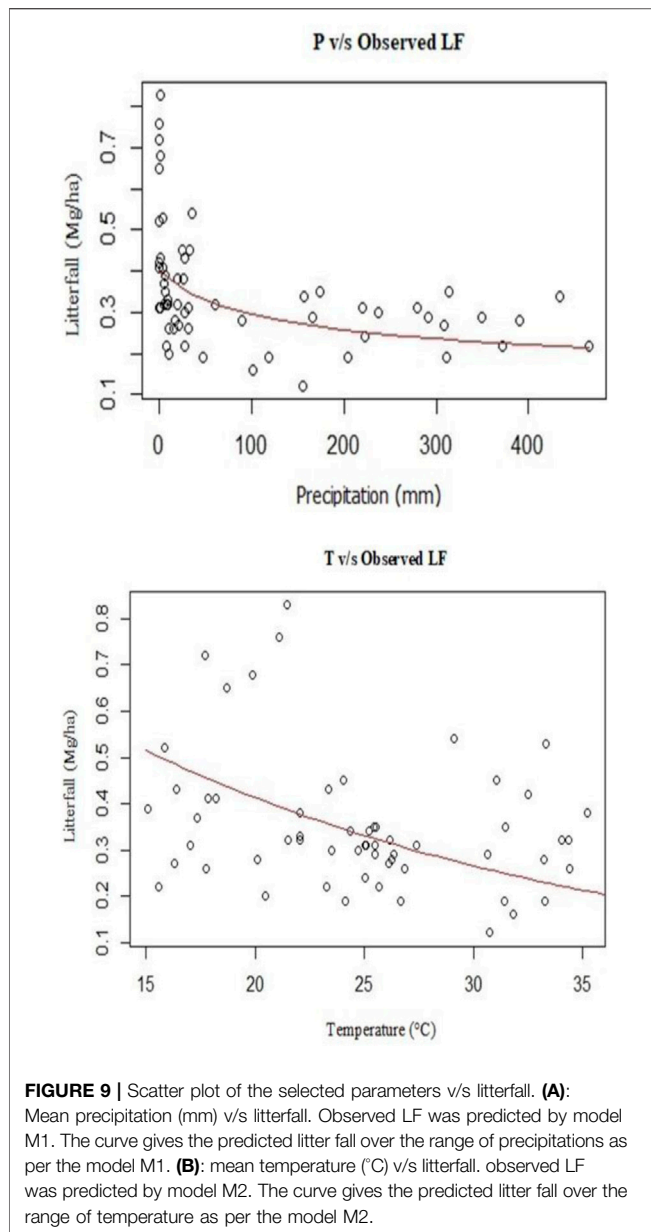 P v/s Observed LF
Litterfall (Mg/ha)
0.7
0.5
0.3
0.1
0 100 200 300 400
Precipitation (mm)
T v/s Observed LF
Litterfall (Mg/ha)
0.8
0.7
0.6
0.5
0.4
0.3
0.2
0.1
15 20 25 30 35
Temperature (°C)
FIGURE 9 | Scatter plot of the selected parameters v/s litterfall. (A):
Mean precipitation (mm) v/s litterfall. Observed LF was predicted by model
M1. The curve gives the predicted litter fall over the range of precipitations as
per the model M1. (B): mean temperature (°C) v/s litterfall. observed LF
was predicted by model M2. The curve gives the predicted litter fall over the
range of temperature as per the model M2.